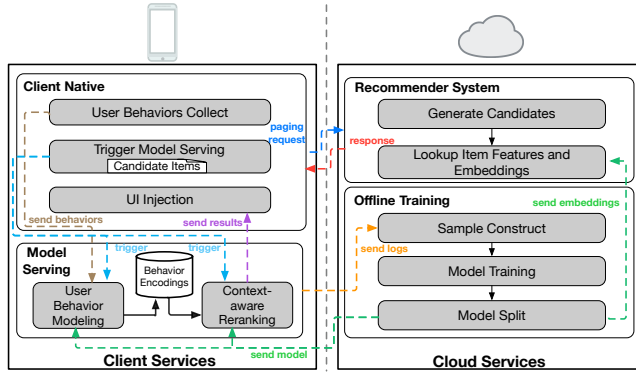 Client Native
User Behaviors Collect
Trigger Model Serving
Candidate Items
UI Injection
paging
request
response
send behaviors
trigger
trigger
send results
Model
Serving
User
Behavior
Modeling
Behavior
Encodings
Context-
aware
Reranking
Client Services
send logs
send model
Recommender System
Generate Candidates
Lookup Item Features and
Embeddings
send embeddings
Offline Training
Sample Construct
Model Training
Model Split
Cloud Services